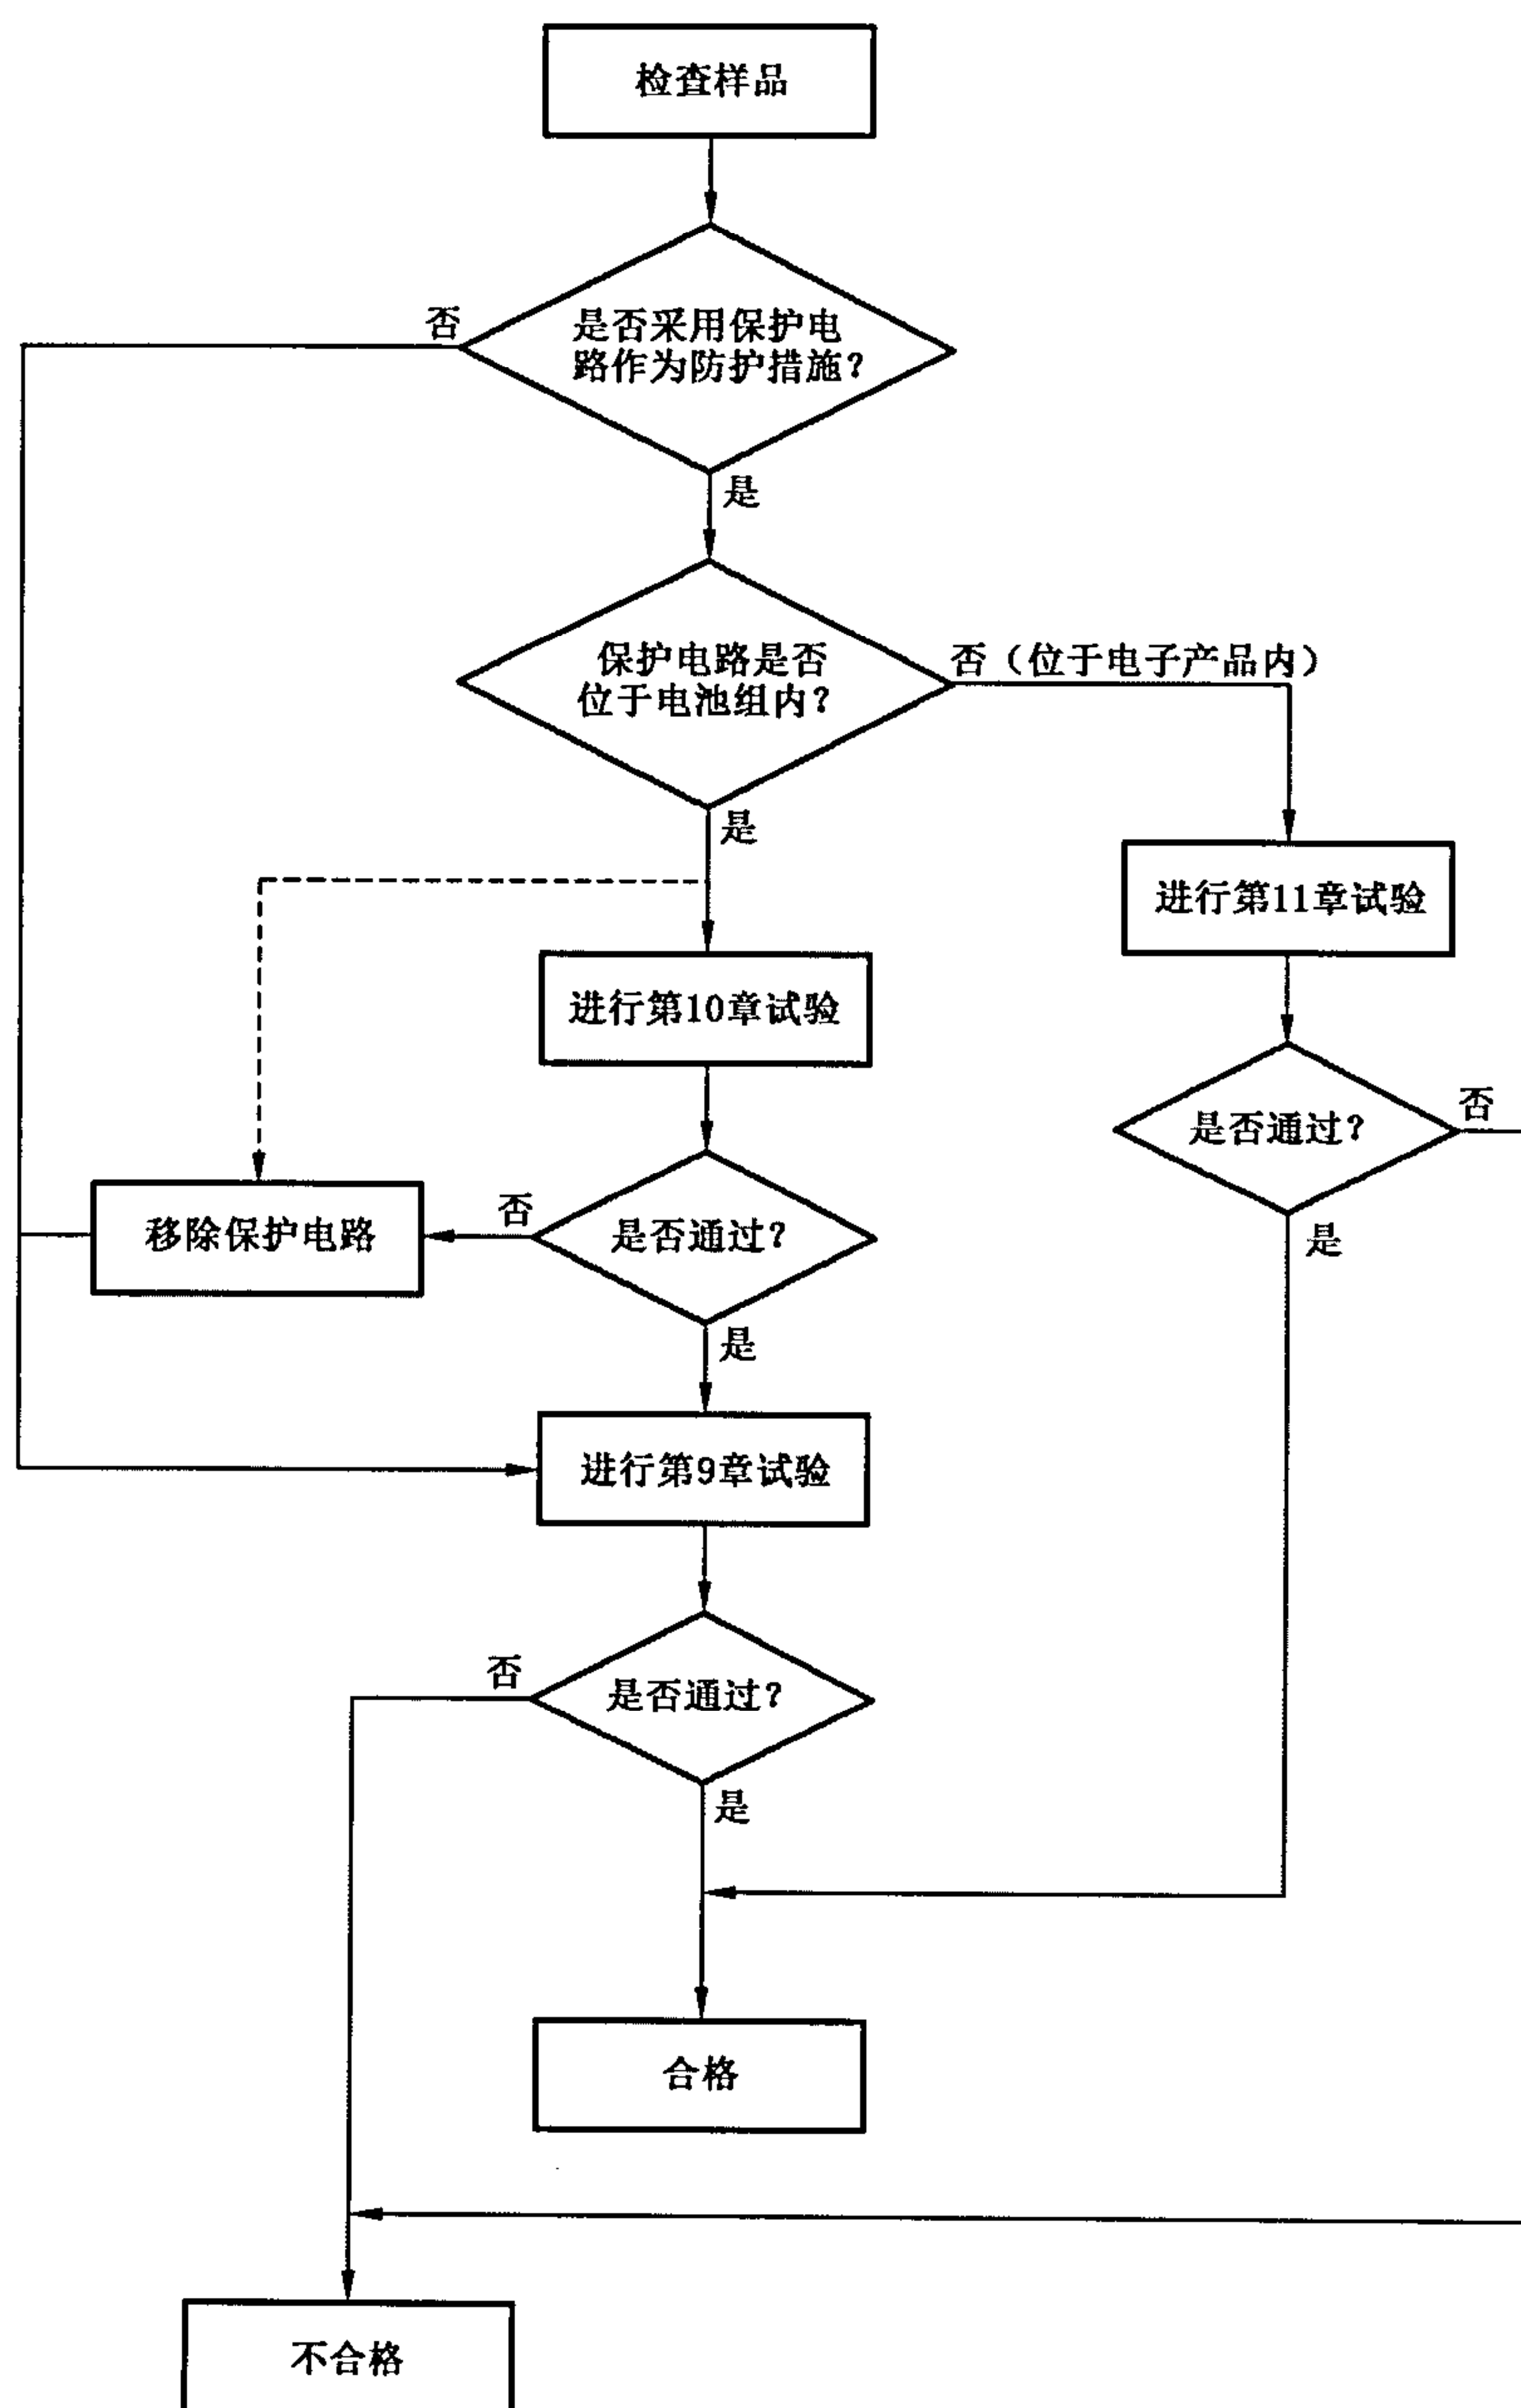 检查样品
否
是否采用保护电
路作为防护措施？
是
保护电路是否
位于电池组内？
否（位于电子产品内）
是
进行第11章试验
进行第10章试验
是否通过？
否
移除保护电路
否
是否通过？
是
是
进行第9章试验
否
是否通过？
是
合格
不合格